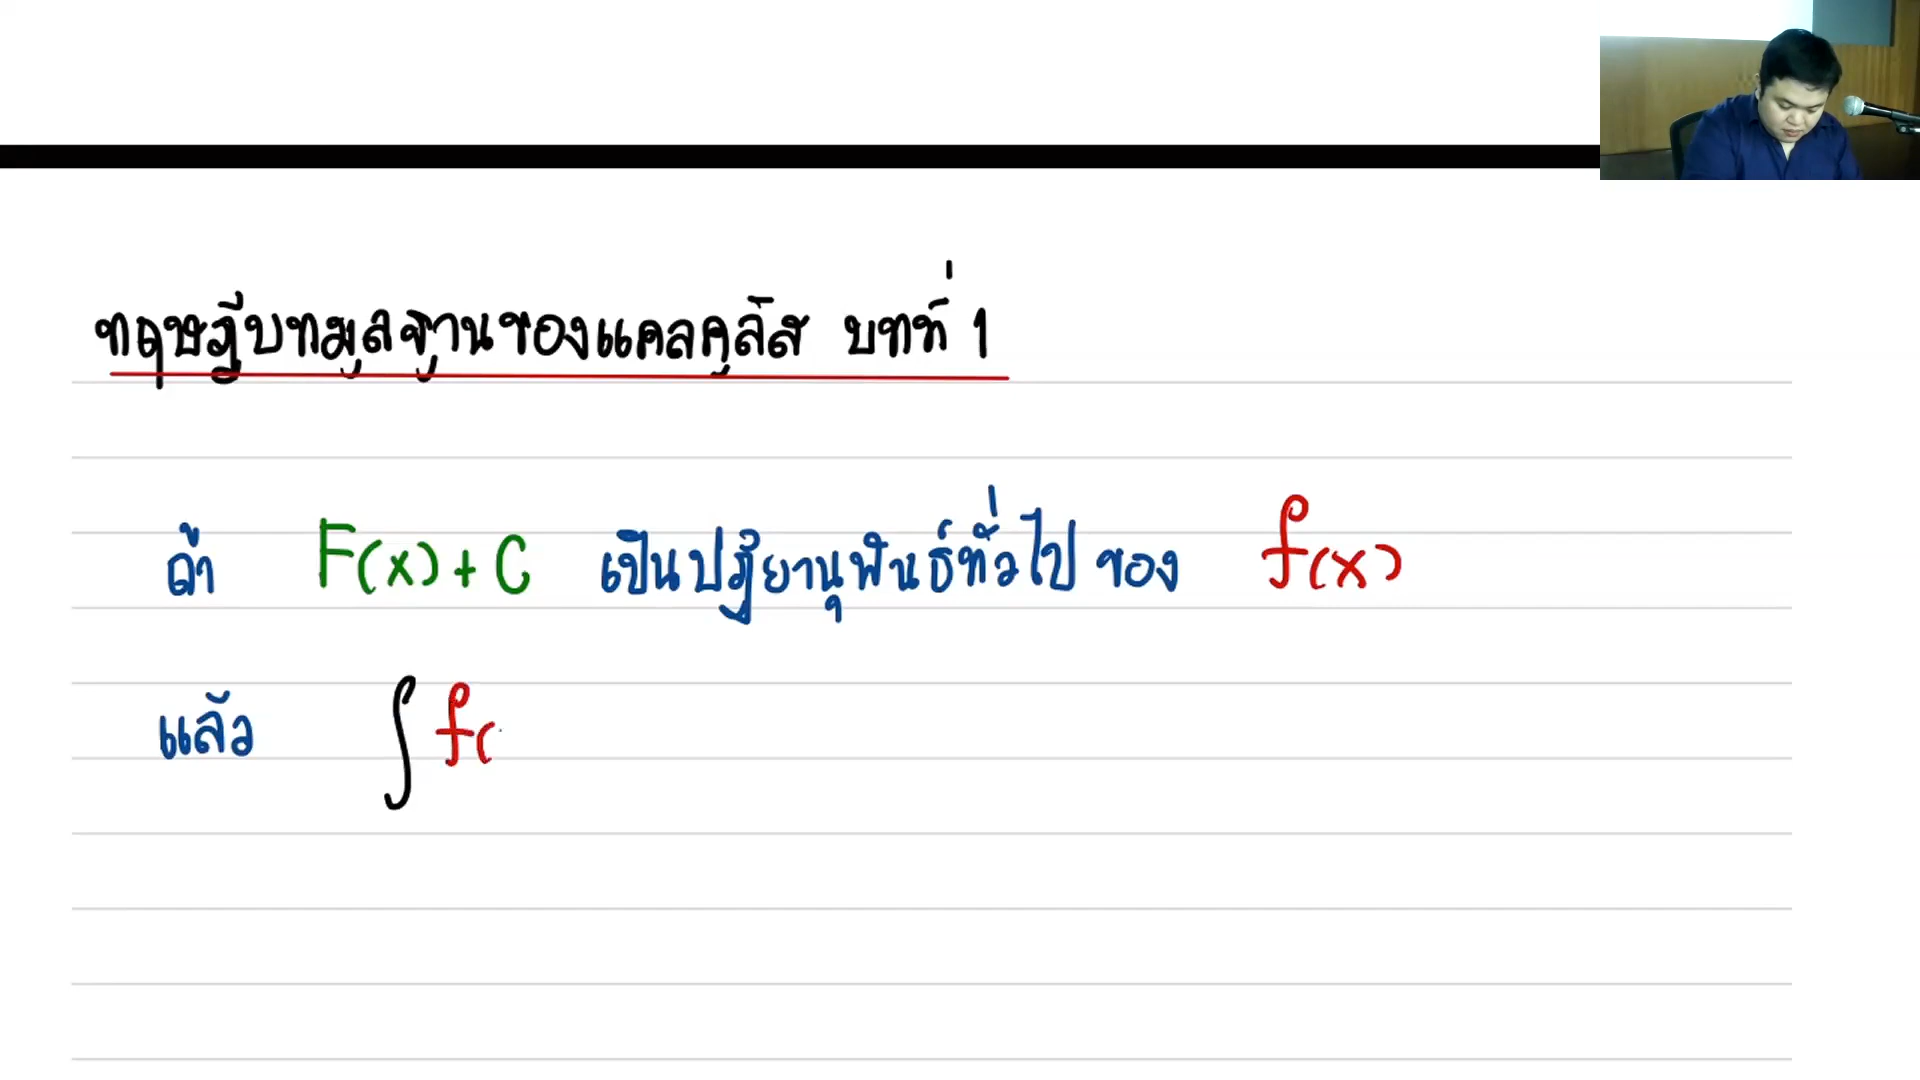 ทฤษฎีบทมูลฐานของแคลคูลัส บทที่ 1
ถ้า F(x) + C เป็นปฏิยานุพันธ์ทั่วไป ของ f(x)
แล้ว ∫ f(